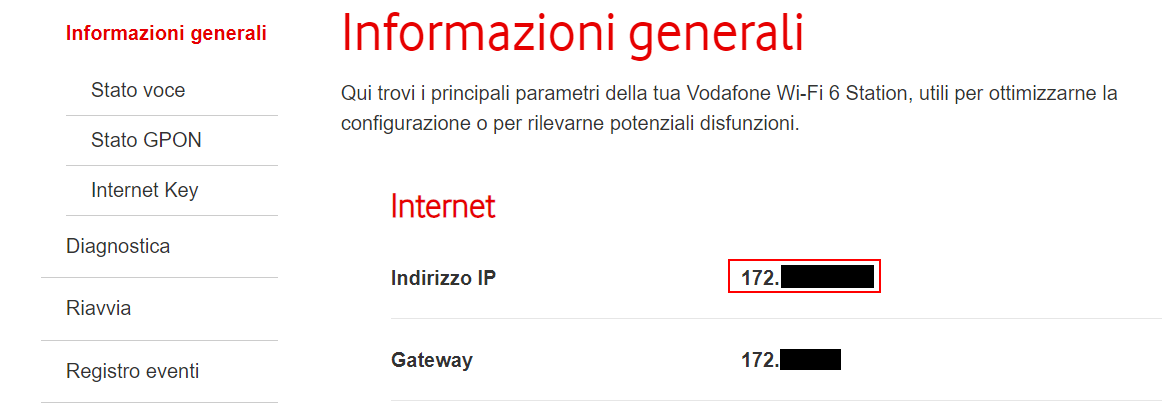 Informazioni generali
Stato voce
Stato GPON
Internet Key
Diagnostica
Riavvia
Registro eventi
Informazioni generali
Qui trovi i principali parametri della tua Vodafone Wi-Fi 6 Station, utili per ottimizzarne la
configurazione o per rilevarne potenziali disfunzioni.
Internet
Indirizzo IP 172.
Gateway 172.